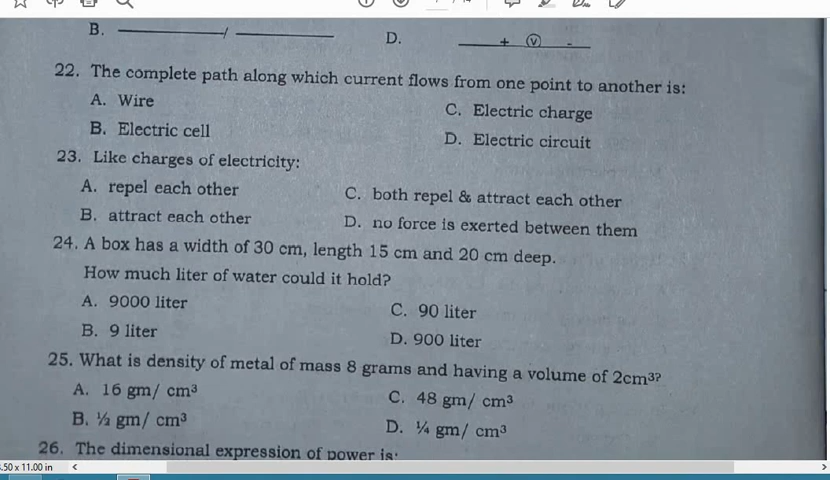 B.
D. + V -
22. The complete path along which current flows from one point to another is:
A. Wire
C. Electric charge
B. Electric cell
D. Electric circuit
23. Like charges of electricity:
A. repel each other
C. both repel & attract each other
B. attract each other
D. no force is exerted between them
24. A box has a width of 30 cm, length 15 cm and 20 cm deep.
How much liter of water could it hold?
A. 9000 liter
C. 90 liter
B. 9 liter
D. 900 liter
25. What is density of metal of mass 8 grams and having a volume of 2cm³?
A. 16 gm/ cm³
C. 48 gm/ cm³
B. ½ gm/ cm³
D. ¼ gm/ cm³
26. The dimensional expression of power is:
.50 x 11.00 in